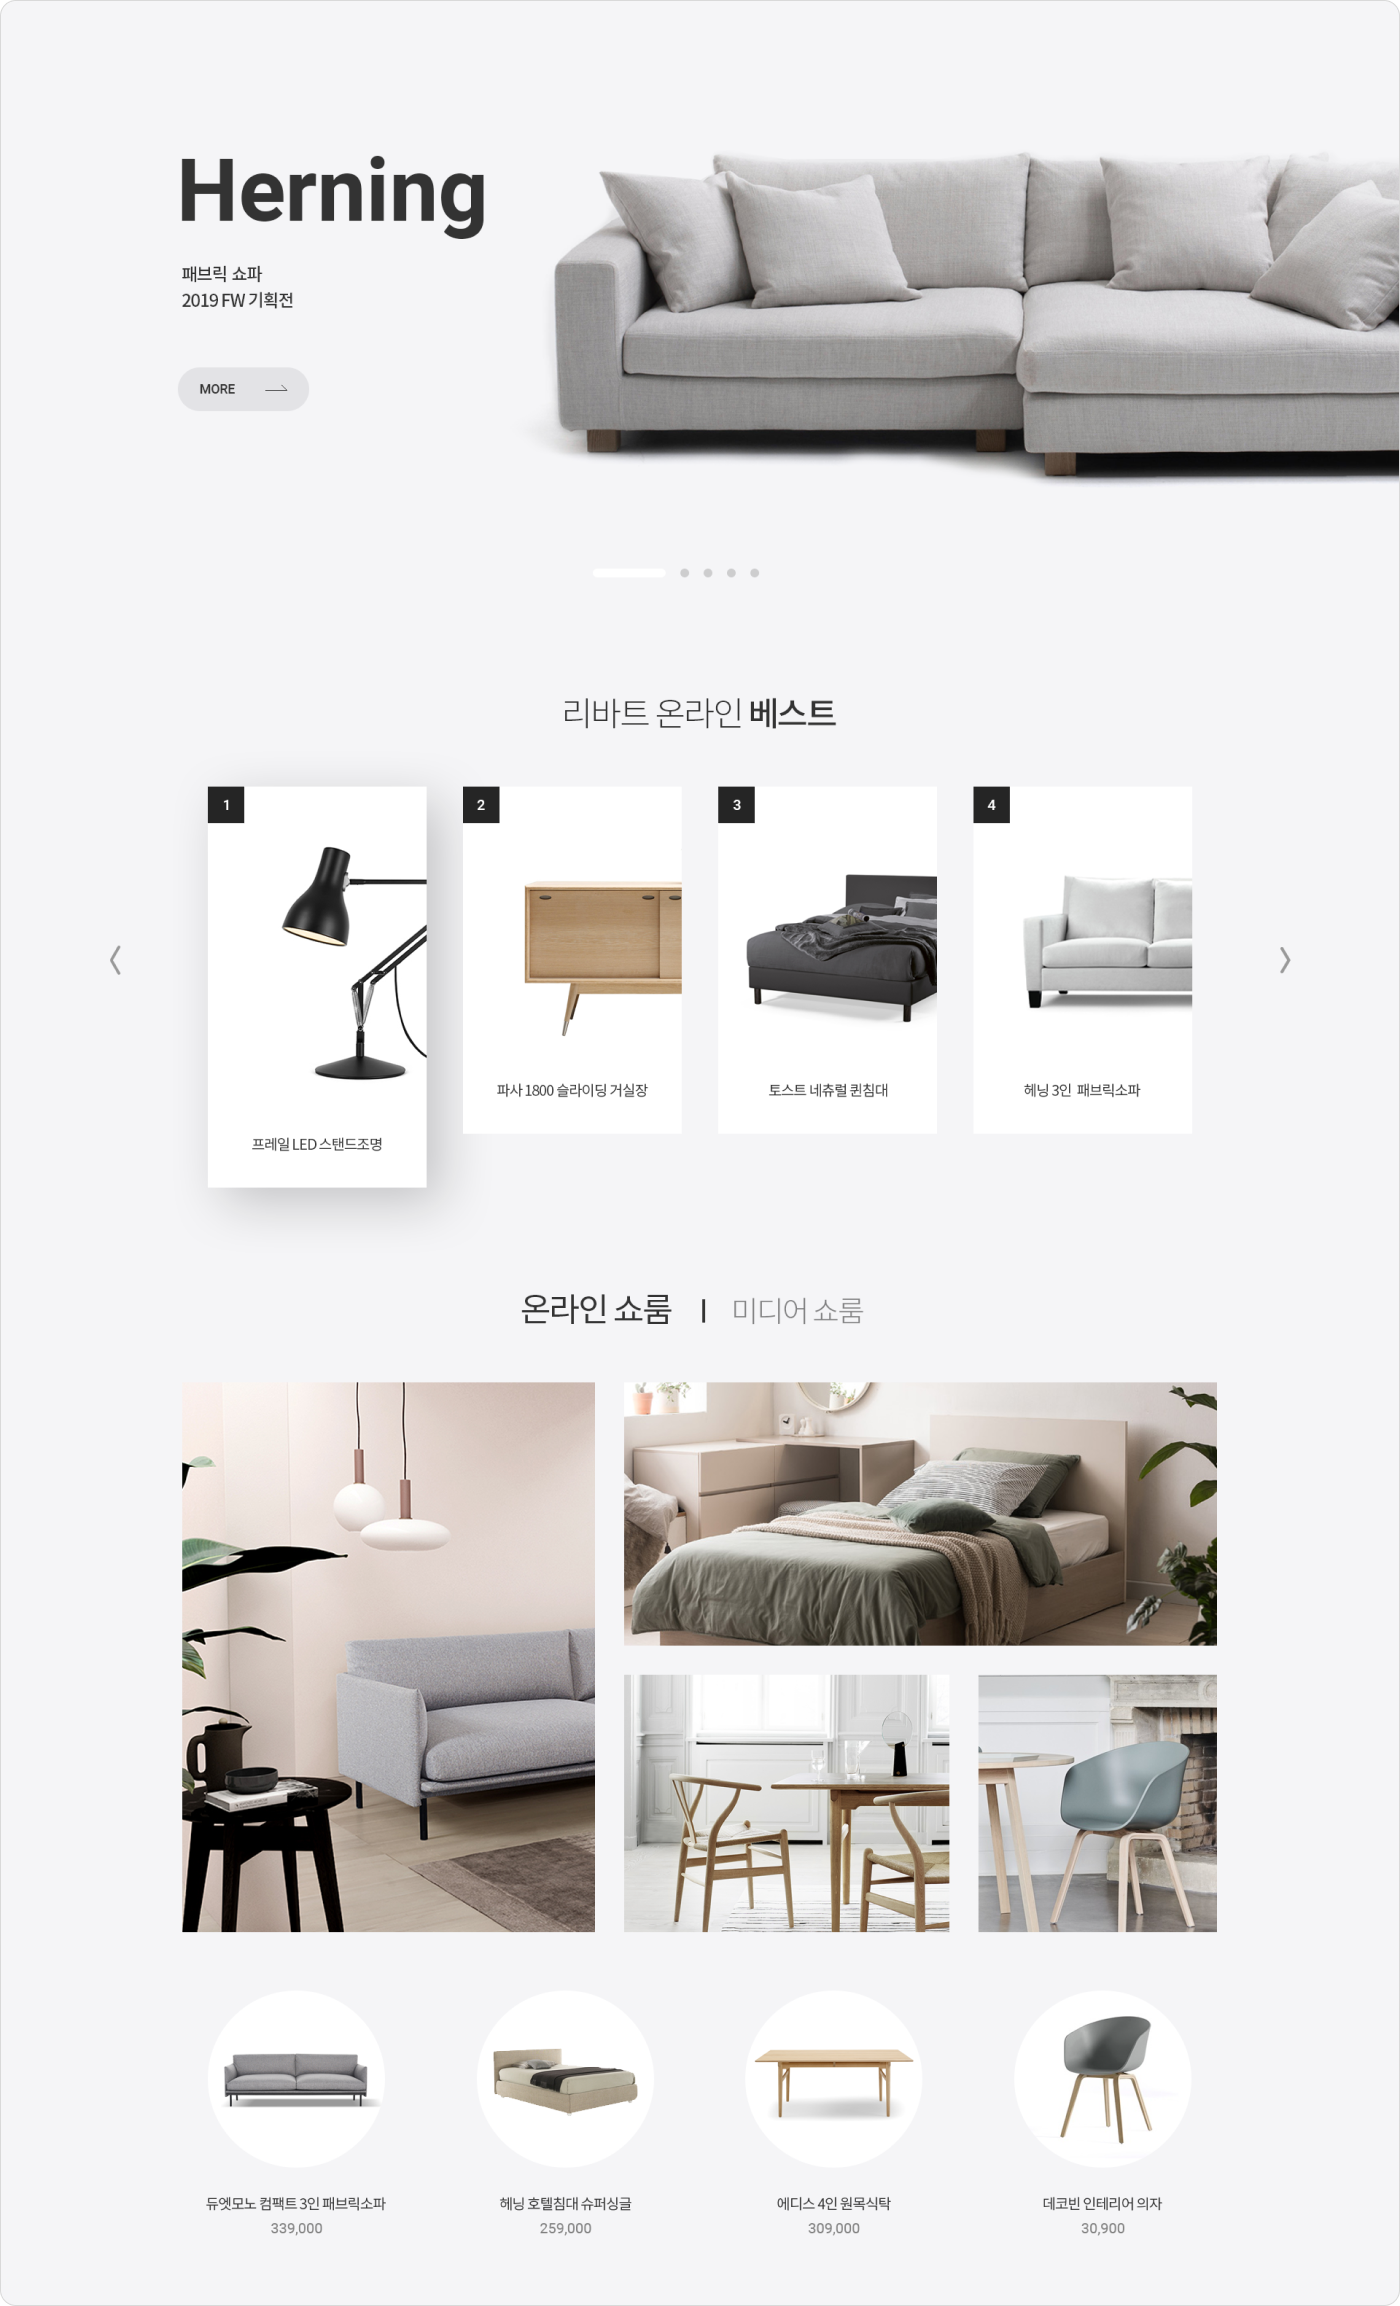 Herning
패브릭 쇼파
2019 FW 기획전
MORE
리바트 온라인 베스트
1
2
3
4
프레일 LED 스탠드조명
파사 1800 슬라이딩 거실장
토스트 네츄럴 퀸침대
헤닝 3인 패브릭소파
온라인 쇼룸 | 미디어 쇼룸
듀엣모노 컴팩트 3인 패브릭소파
339,000
헤닝 호텔침대 슈퍼싱글
259,000
에디스 4인 원목식탁
309,000
데코빈 인테리어 의자
30,900